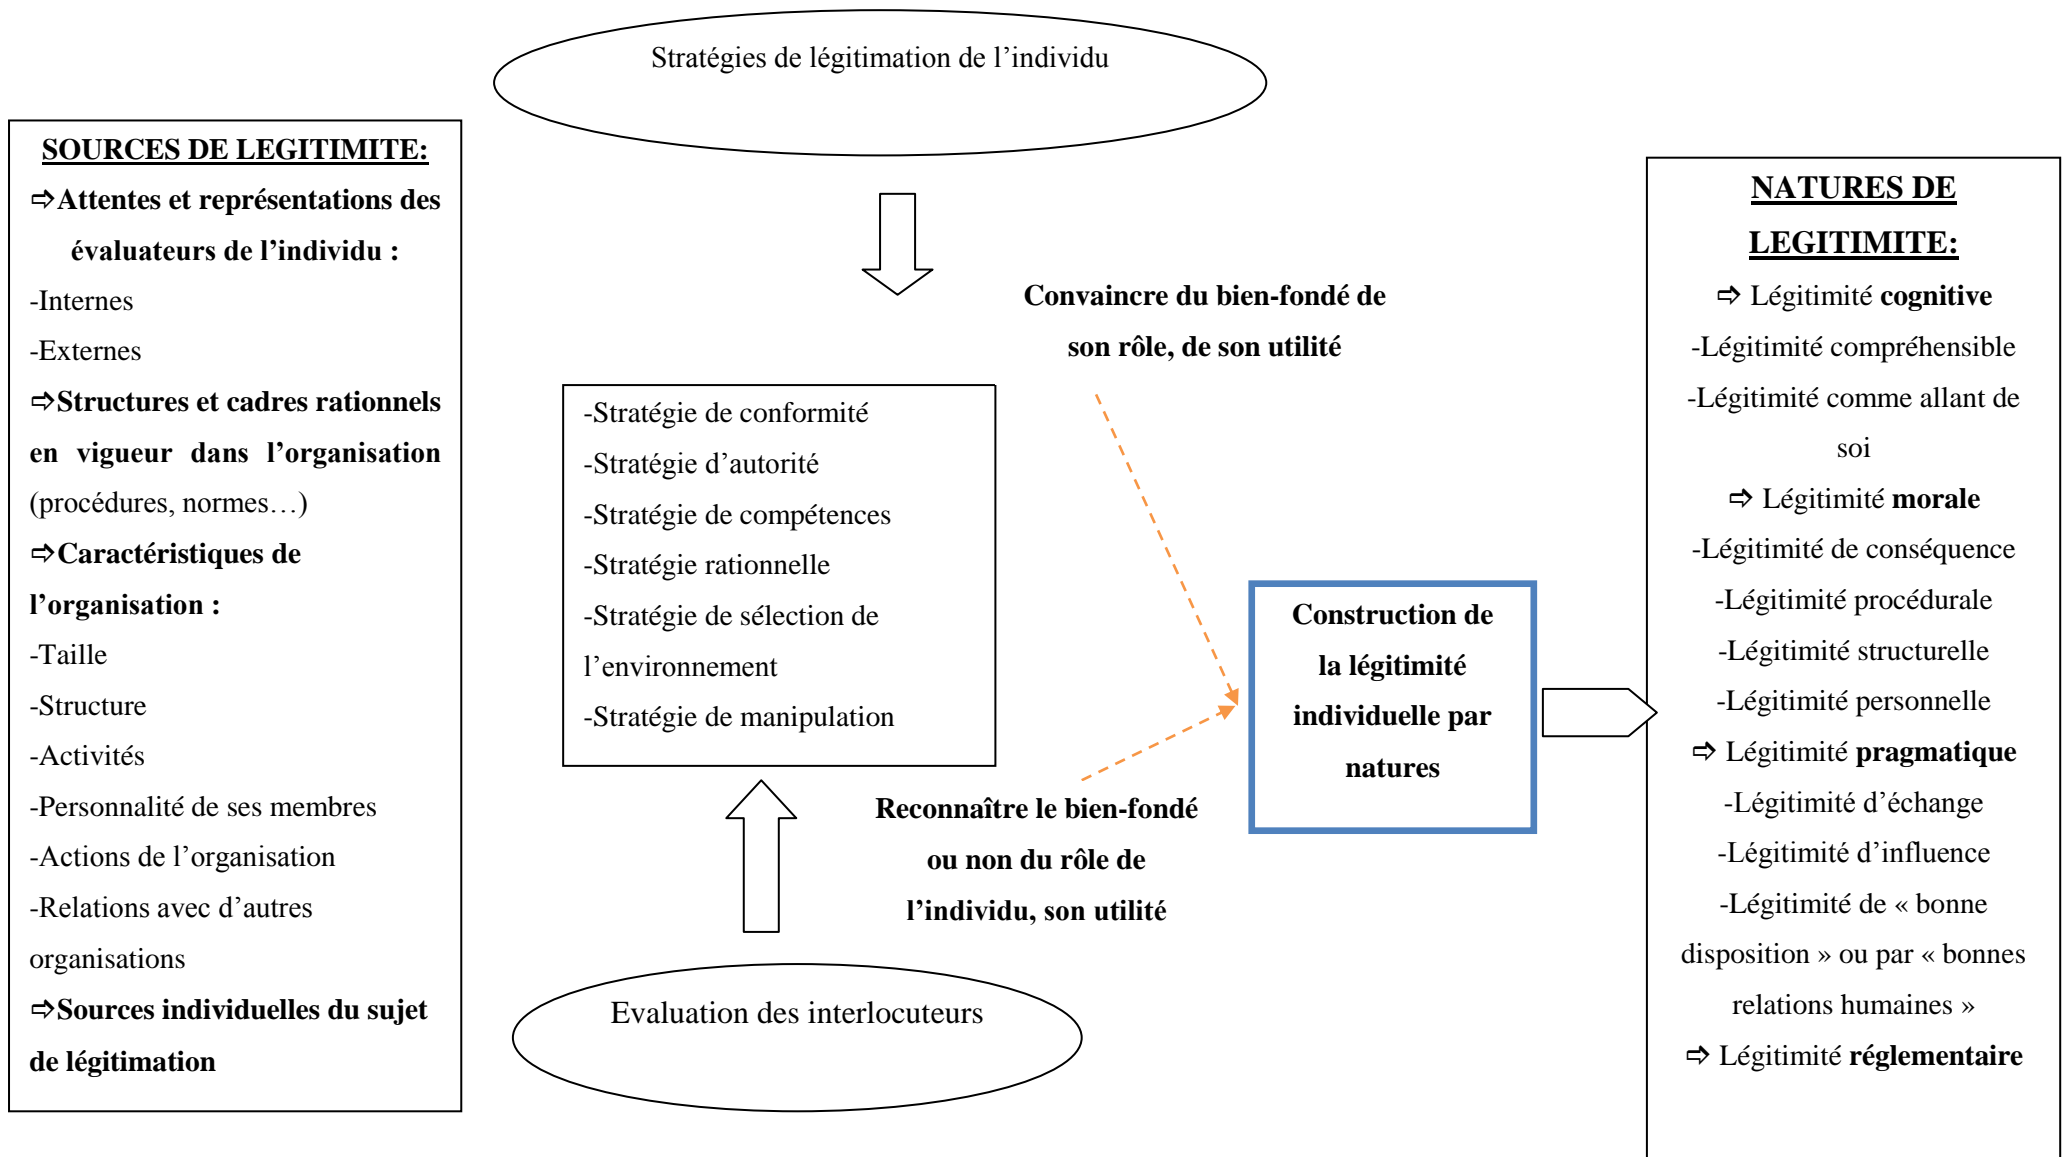 Stratégies de légitimation de l’individu
SOURCES DE LEGITIMITE:
⇨Attentes et représentations des
évaluateurs de l’individu :
-Internes
-Externes
⇨Structures et cadres rationnels
en vigueur dans l’organisation
(procédures, normes…)
⇨Caractéristiques de
l’organisation :
-Taille
-Structure
-Activités
-Personnalité de ses membres
-Actions de l’organisation
-Relations avec d’autres
organisations
⇨Sources individuelles du sujet
de légitimation
-Stratégie de conformité
-Stratégie d’autorité
-Stratégie de compétences
-Stratégie rationnelle
-Stratégie de sélection de
l’environnement
-Stratégie de manipulation
Evaluation des interlocuteurs
Convaincre du bien-fondé de
son rôle, de son utilité
Reconnaître le bien-fondé
ou non du rôle de
l’individu, son utilité
Construction de
la légitimité
individuelle par
natures
NATURES DE
LEGITIMITE:
⇨ Légitimité cognitive
-Légitimité compréhensible
-Légitimité comme allant de
soi
⇨ Légitimité morale
-Légitimité de conséquence
-Légitimité procédurale
-Légitimité structurelle
-Légitimité personnelle
⇨ Légitimité pragmatique
-Légitimité d’échange
-Légitimité d’influence
-Légitimité de « bonne
disposition » ou par « bonnes
relations humaines »
⇨ Légitimité réglementaire